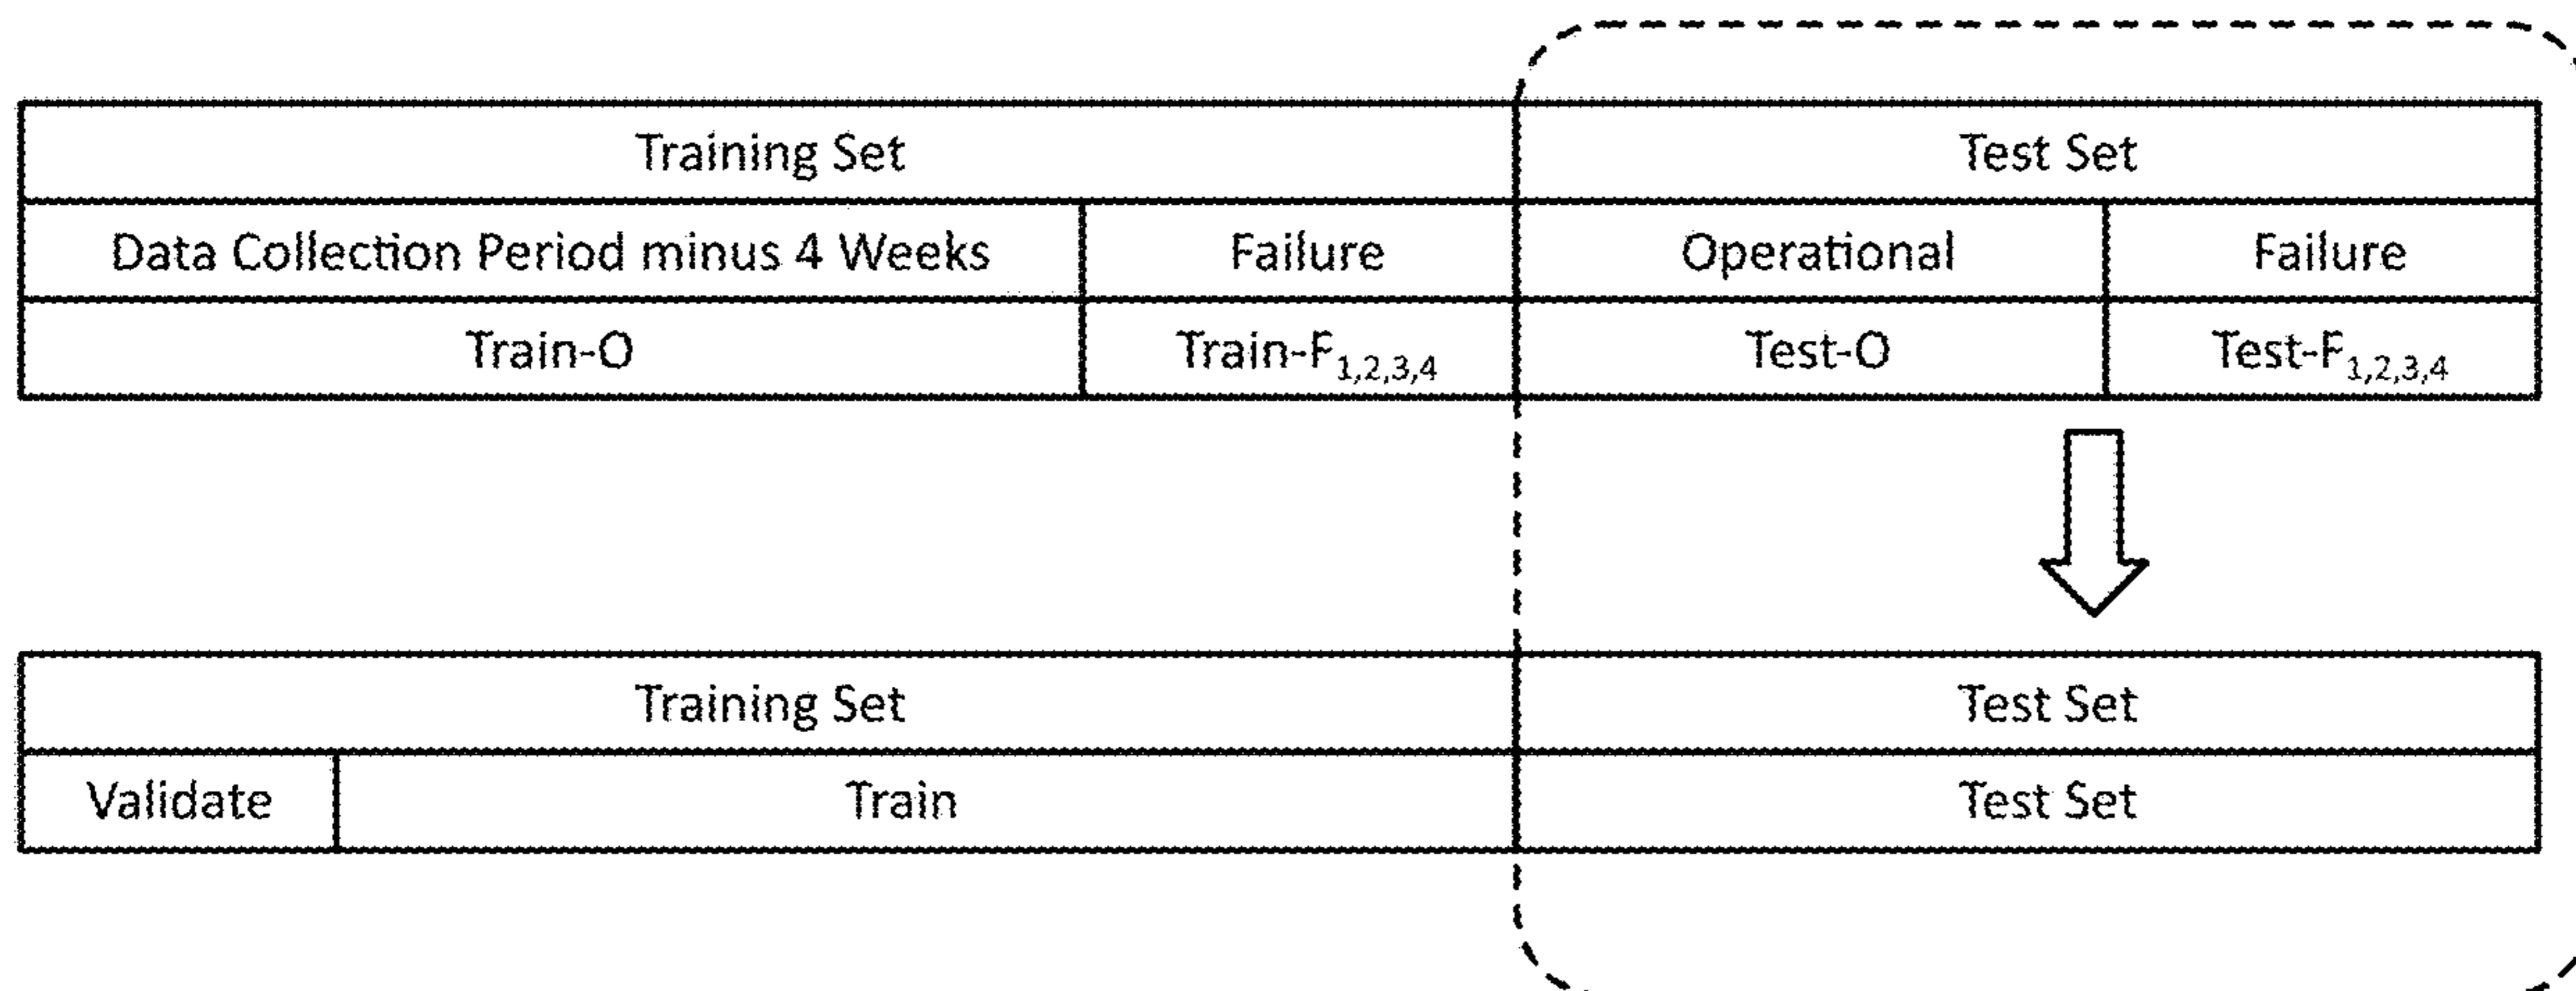 Training Set Test Set
Data Collection Period minus 4 Weeks Failure Operational Failure
Train-O Train-F1,2,3,4 Test-O Test-F1,2,3,4
Training Set Test Set
Validate Train Test Set